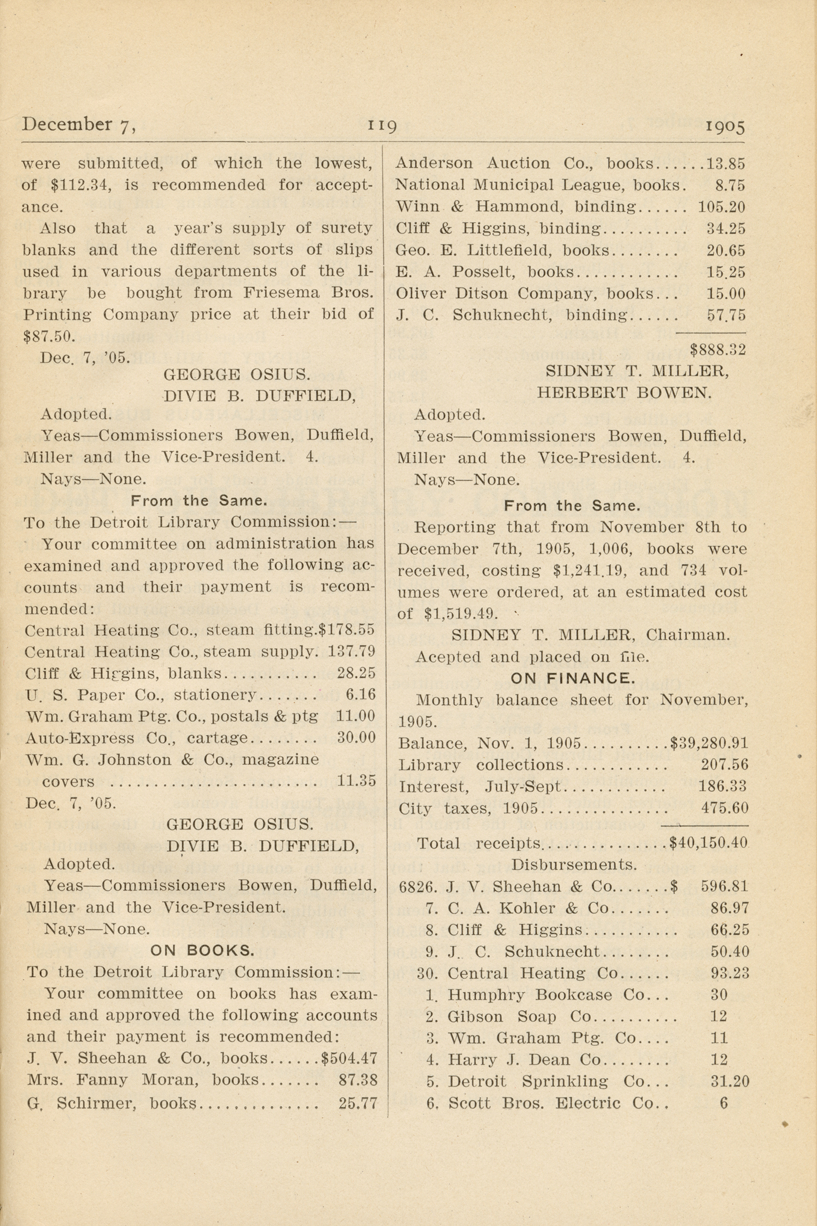 December 7,
119
1905
were submitted, of which the lowest,
of $112.34, is recommended for accept-
ance.
Also that a year's supply of surety
blanks and the different sorts of slips
used in various departments of the li-
brary be bought from Friesema Bros.
Printing Company price at their bid of
$87.50.
Dec. 7, '05.
GEORGE OSIUS.
DIVIE B. DUFFIELD,
Adopted.
Yeas—Commissioners Bowen, Duffield,
Miller and the Vice-President. 4.
Nays—None.
From the Same.
To the Detroit Library Commission:—
Your committee on administration has
examined and approved the following ac-
counts and their payment is recom-
mended:
Central Heating Co., steam fitting.$178.55
Central Heating Co., steam supply. 137.79
Cliff & Higgins, blanks........... 28.25
U. S. Paper Co., stationery....... 6.16
Wm. Graham Ptg. Co., postals & ptg 11.00
Auto-Express Co., cartage........ 30.00
Wm. G. Johnston & Co., magazine
covers ........................ 11.35
Dec. 7, '05.
GEORGE OSIUS.
DIVIE B. DUFFIELD,
Adopted.
Yeas—Commissioners Bowen, Duffield,
Miller and the Vice-President.
Nays—None.
ON BOOKS.
To the Detroit Library Commission:—
Your committee on books has exam-
ined and approved the following accounts
and their payment is recommended:
J. V. Sheehan & Co., books......$504.47
Mrs. Fanny Moran, books....... 87.38
G. Schirmer, books.............. 25.77
Anderson Auction Co., books......13.85
National Municipal League, books. 8.75
Winn & Hammond, binding...... 105.20
Cliff & Higgins, binding.......... 34.25
Geo. E. Littlefield, books........ 20.65
E. A. Posselt, books............ 15.25
Oliver Ditson Company, books... 15.00
J. C. Schuknecht, binding...... 57.75
$888.32
SIDNEY T. MILLER,
HERBERT BOWEN.
Adopted.
Yeas—Commissioners Bowen, Duffield,
Miller and the Vice-President. 4.
Nays—None.
From the Same.
Reporting that from November 8th to
December 7th, 1905, 1,006, books were
received, costing $1,241.19, and 734 vol-
umes were ordered, at an estimated cost
of $1,519.49.
SIDNEY T. MILLER, Chairman.
Acepted and placed on file.
ON FINANCE.
Monthly balance sheet for November,
1905.
Balance, Nov. 1, 1905..........$39,280.91
Library collections............ 207.56
Interest, July-Sept............ 186.33
City taxes, 1905............... 475.60
Total receipts...............$40,150.40
Disbursements.
6826. J. V. Sheehan & Co.......$ 596.81
7. C. A. Kohler & Co....... 86.97
8. Cliff & Higgins........... 66.25
9. J. C. Schuknecht........ 50.40
30. Central Heating Co...... 93.23
1. Humphry Bookcase Co... 30
2. Gibson Soap Co.......... 12
3. Wm. Graham Ptg. Co.... 11
4. Harry J. Dean Co........ 12
5. Detroit Sprinkling Co... 31.20
6. Scott Bros. Electric Co.. 6